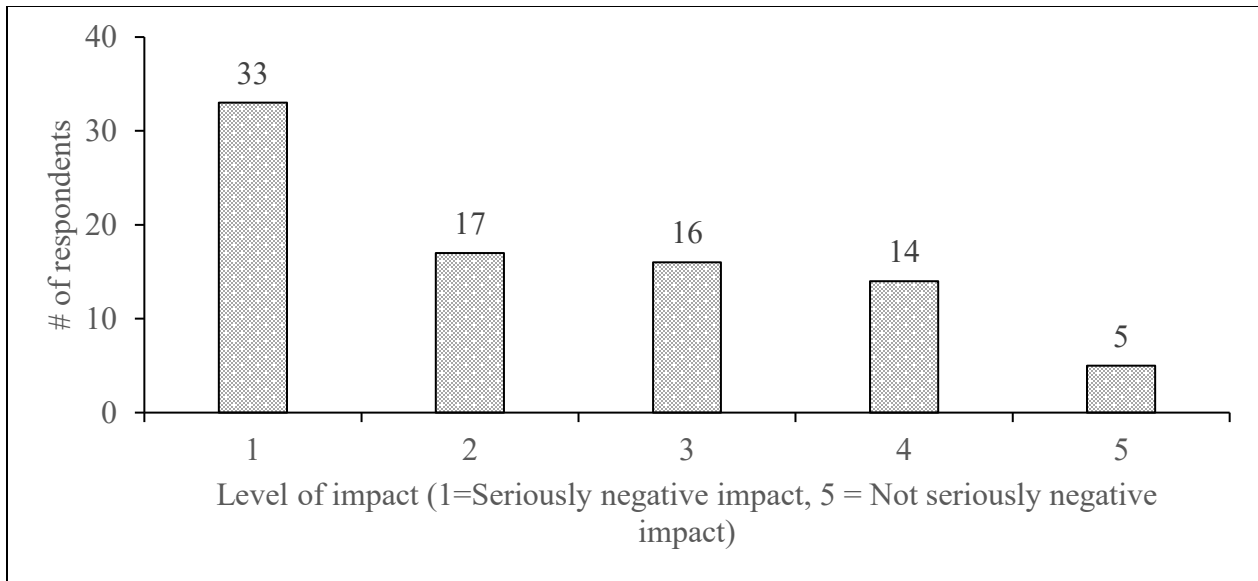 40
30
20
10
0
# of respondents
33
17
16
14
5
1 2 3 4 5
Level of impact (1=Seriously negative impact, 5 = Not seriously negative
impact)